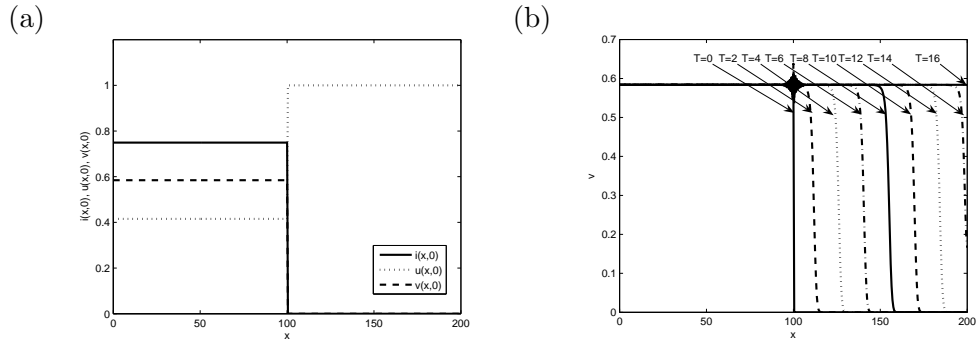 (a)
1
0.8
0.6
0.4
0.2
0
i(x,0), u(x,0), v(x,0)
i(x,0)
u(x,0)
v(x,0)
0 50 100 150 200
x
(b)
0.7
0.6
0.5
0.4
0.3
0.2
0.1
0
v
T=0 T=2 T=4 T=6 T=8 T=10 T=12 T=14 T=16
0 50 100 150 200
x